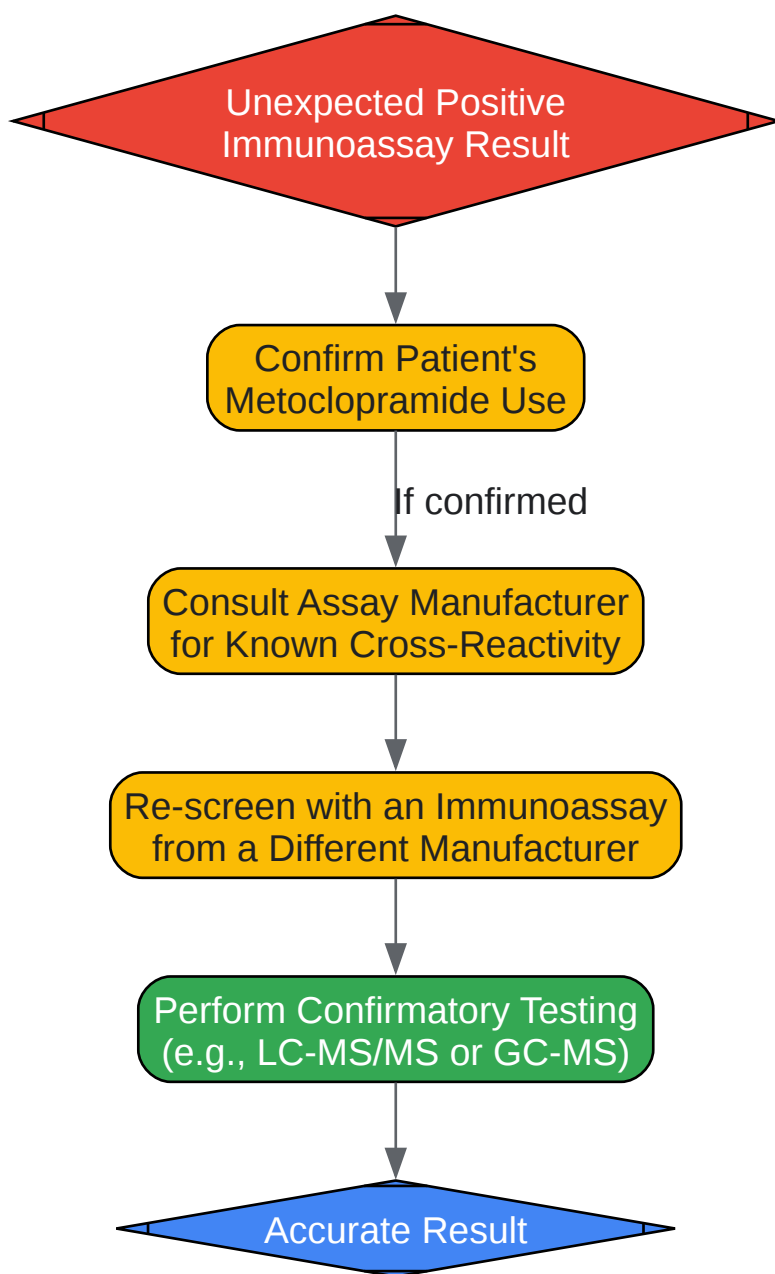 Unexpected Positive
Immunoassay Result
Confirm Patient's
Metoclopramide Use
If confirmed
Consult Assay Manufacturer
for Known Cross-Reactivity
Re-screen with an Immunoassay
from a Different Manufacturer
Perform Confirmatory Testing
(e.g., LC-MS/MS or GC-MS)
Accurate Result